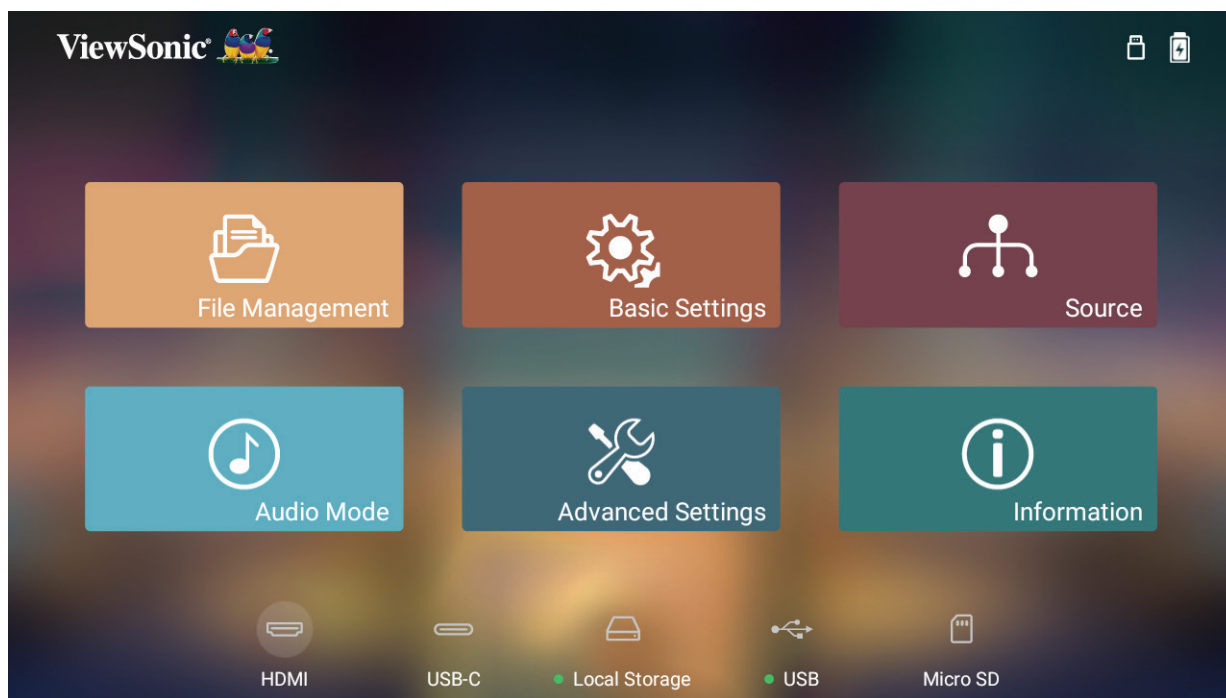 ViewSonic®
File Management
Basic Settings
Source
Audio Mode
Advanced Settings
Information
HDMI
USB-C
Local Storage
USB
Micro SD